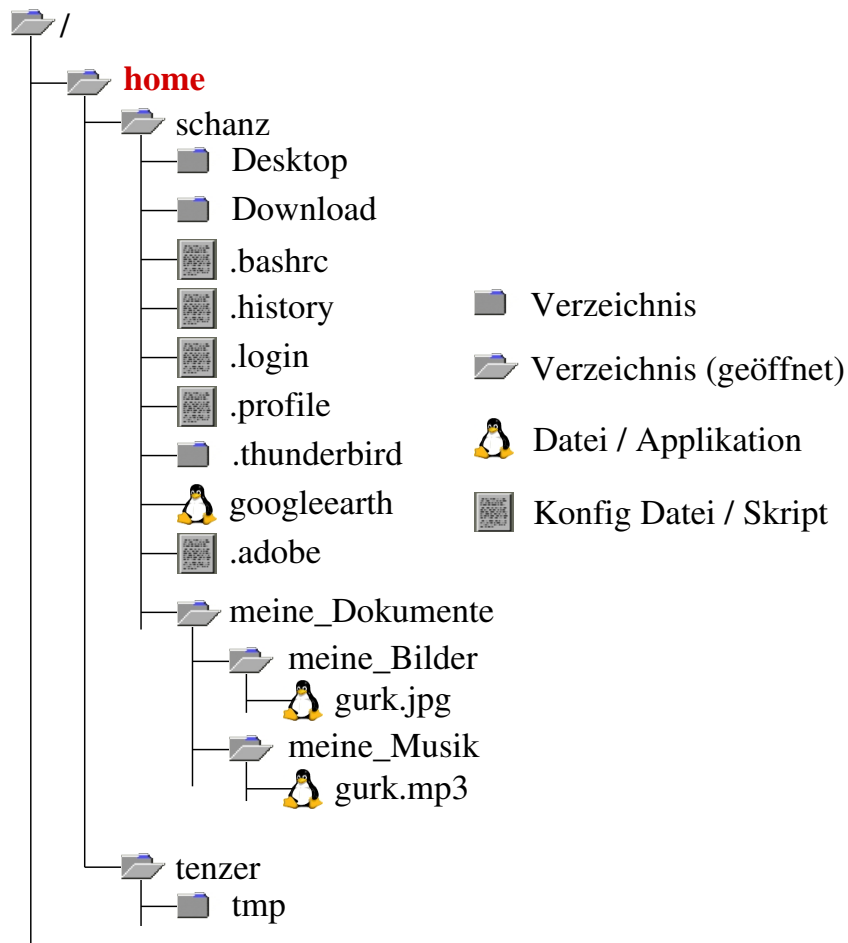 /
home
schanz
Desktop
Download
.bashrc
.history
.login
.profile
.thunderbird
googleearth
.adobe
meine_Dokumente
meine_Bilder
gurk.jpg
meine_Musik
gurk.mp3
tenzer
tmp
Verzeichnis
Verzeichnis (geöffnet)
Datei / Applikation
Konfig Datei / Skript